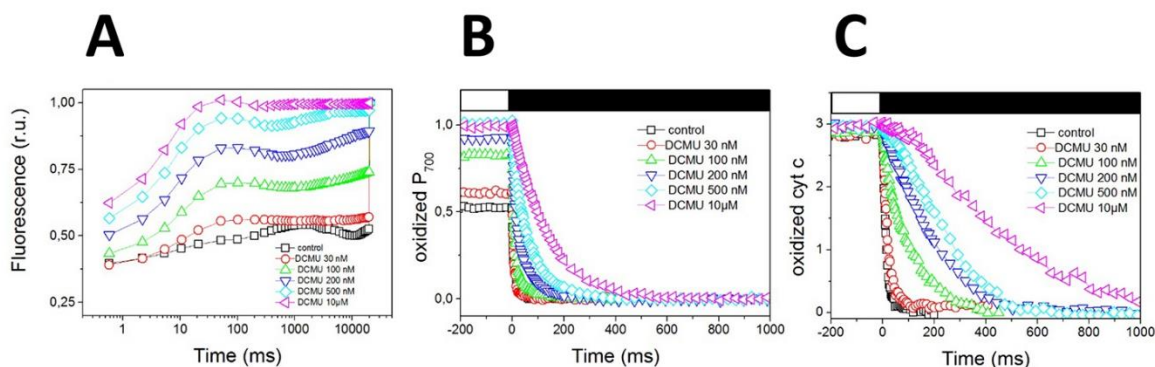 A
B
C
1,00
0,75
0,50
0,25
Fluorescence (r.u.)
control
DCMU 30 nM
DCMU 100 nM
DCMU 200 nM
DCMU 500 nM
DCMU 10µM
1
10
100
1000
10000
Time (ms)
1.0
0.5
0.0
oxidized P700
control
DCMU 30 nM
DCMU 100 nM
DCMU 200 nM
DCMU 500 nM
DCMU 10µM
-200
0
200
400
600
800
1000
Time (ms)
3
2
1
0
oxidized cyt c
control
DCMU 30 nM
DCMU 100 nM
DCMU 200 nM
DCMU 500 nM
DCMU 10µM
-200
0
200
400
600
800
1000
Time (ms)